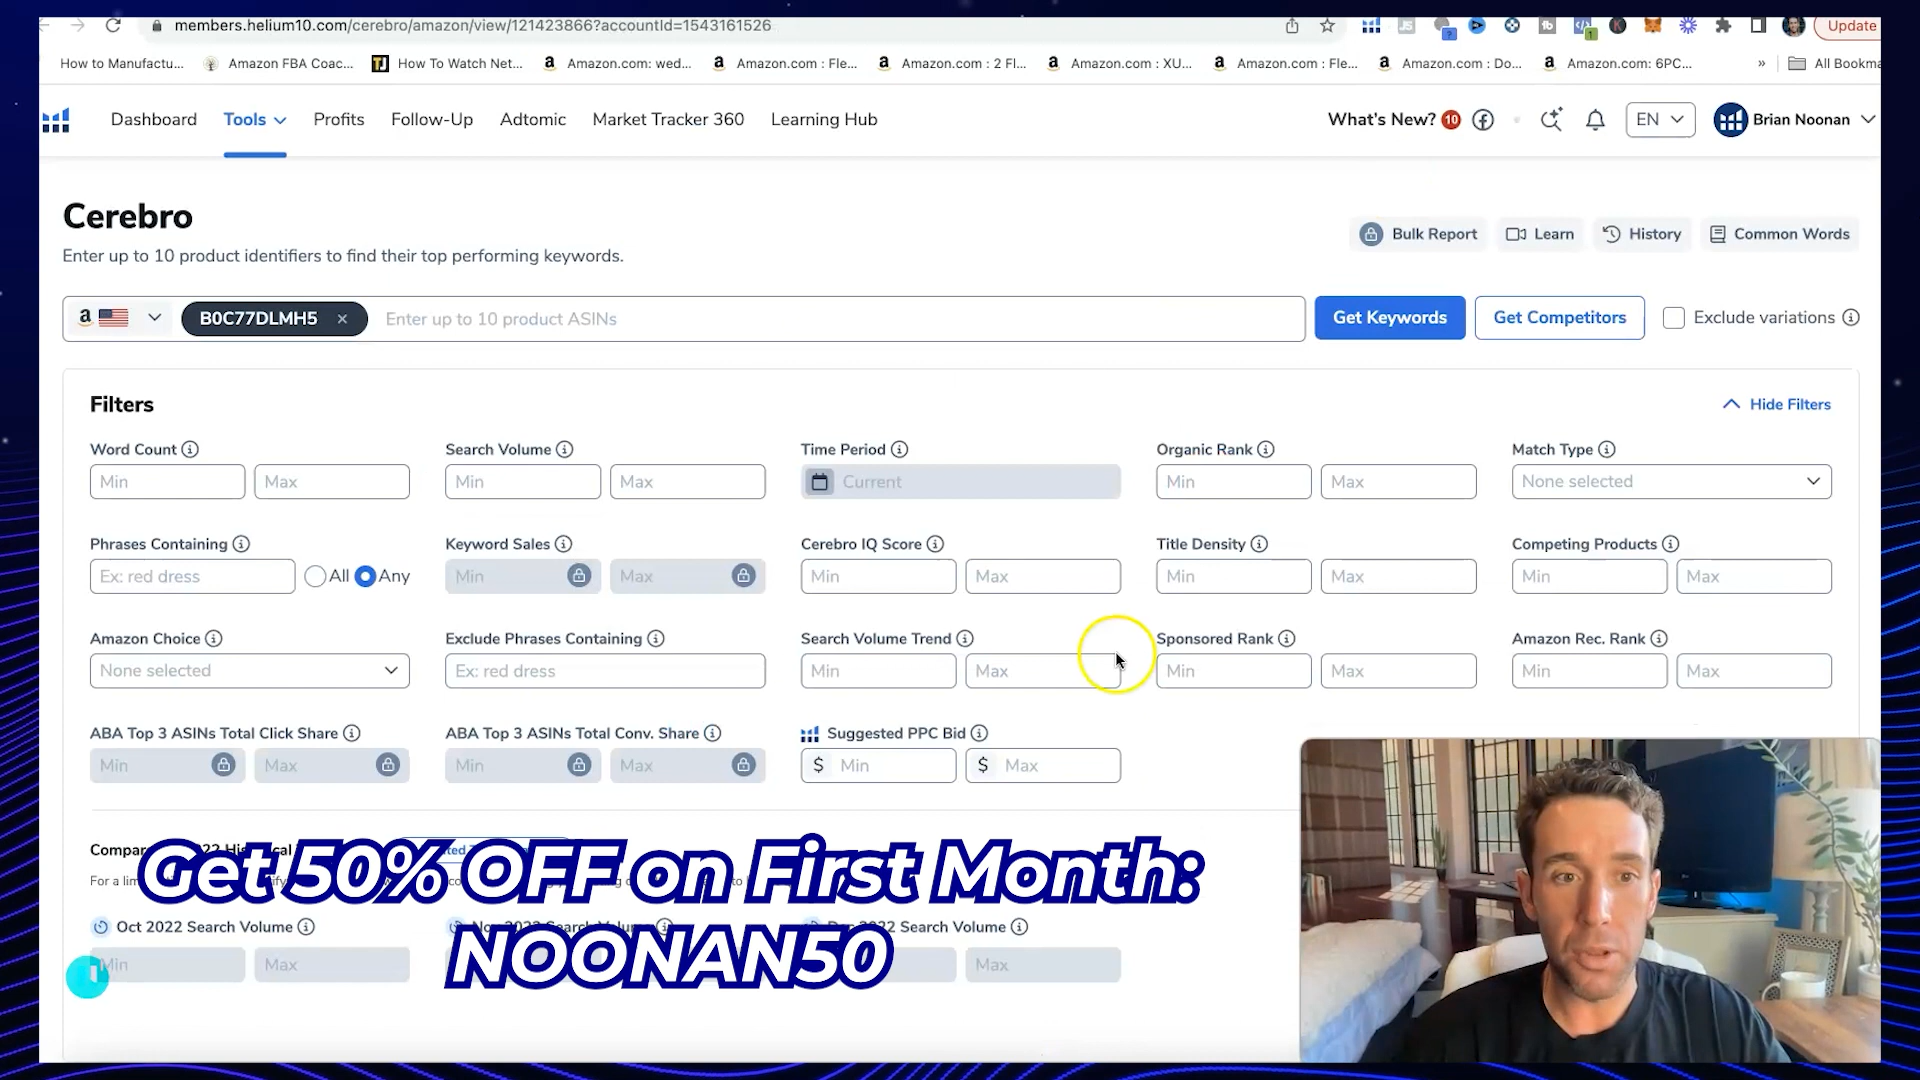 members.helium10.com/cerebro/amazon/view/121423866?accountId=1543161526
Update
How to Manufactu... Amazon FBA Coac... How To Watch Net... Amazon.com: wed... Amazon.com : Fle... Amazon.com : 2 Fl... Amazon.com : XU... Amazon.com : Fle... Amazon.com : Do... Amazon.com: 6PC... » All Bookma
Dashboard Tools Profits Follow-Up Adtomic Market Tracker 360 Learning Hub What's New? 10 EN Brian Noonan
Cerebro
Enter up to 10 product identifiers to find their top performing keywords.
Bulk Report Learn History Common Words
B0C77DLMH5 × Enter up to 10 product ASINs Get Keywords Get Competitors Exclude variations
Filters Hide Filters
Word Count Search Volume Time Period Organic Rank Match Type
Min Max Min Max Current Min Max None selected
Phrases Containing Keyword Sales Cerebro IQ Score Title Density Competing Products
Ex: red dress All Any Min Max Min Max Min Max Min Max
Amazon Choice Exclude Phrases Containing Search Volume Trend Sponsored Rank Amazon Rec. Rank
None selected Ex: red dress Min Max Min Max Min Max
ABA Top 3 ASINs Total Click Share ABA Top 3 ASINs Total Conv. Share Suggested PPC Bid
Min Max Min Max $ Min $ Max
Get 50% OFF on First Month:
NOONAN50
Oct 2022 Search Volume 2022 Search Volume
Min Max Max